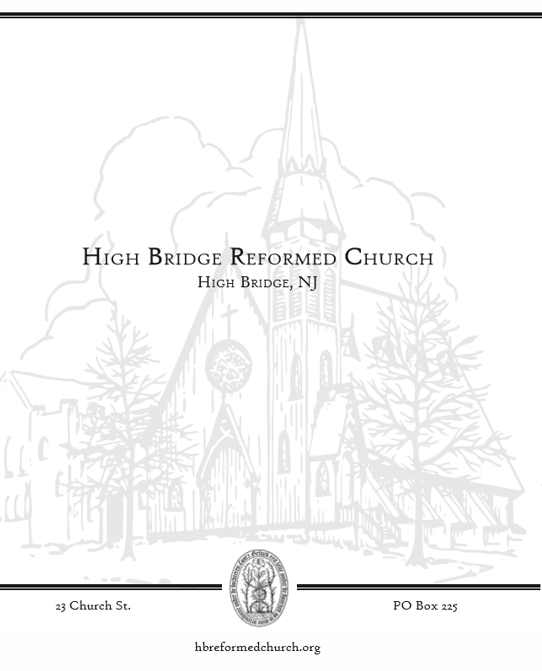 High Bridge Reformed Church
High Bridge, NJ
23 Church St.
PO Box 225
hbreformedchurch.org